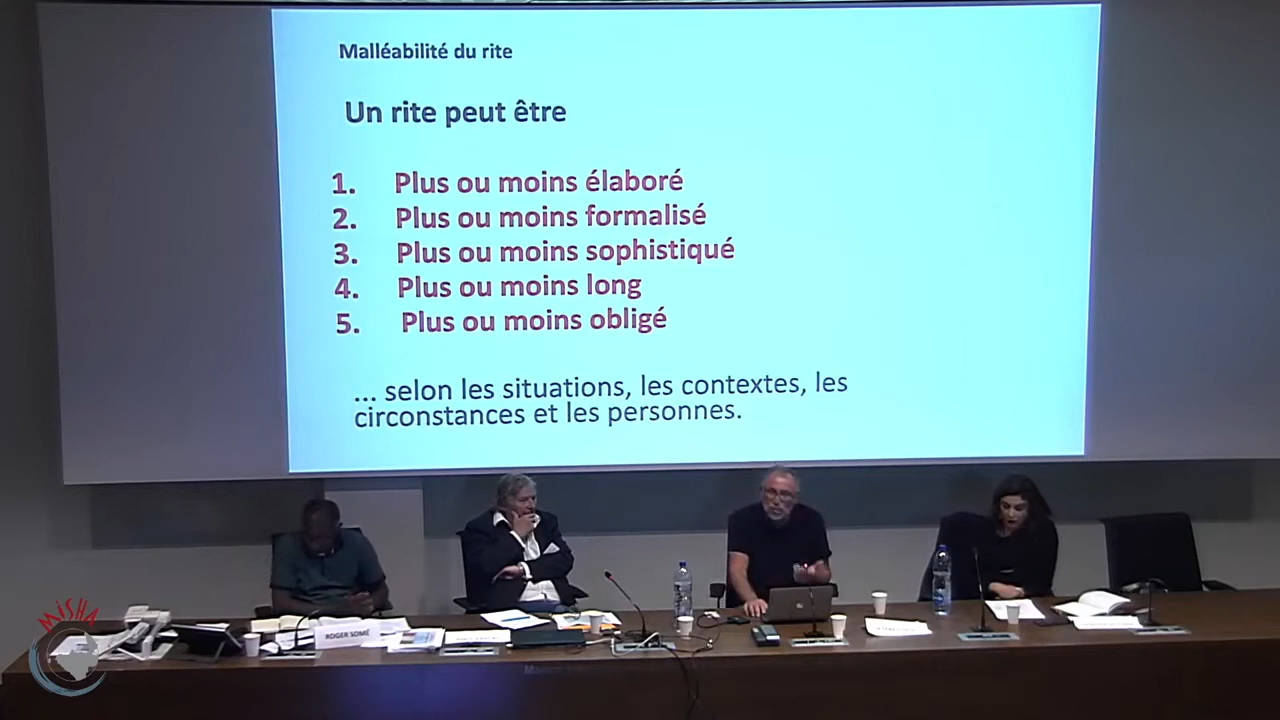 Malléabilité du rite
Un rite peut être
1. Plus ou moins élaboré
2. Plus ou moins formalisé
3. Plus ou moins sophistiqué
4. Plus ou moins long
5. Plus ou moins obligé
... selon les situations, les contextes, les
circonstances et les personnes.
MiSHA
ROGER SOMÉ